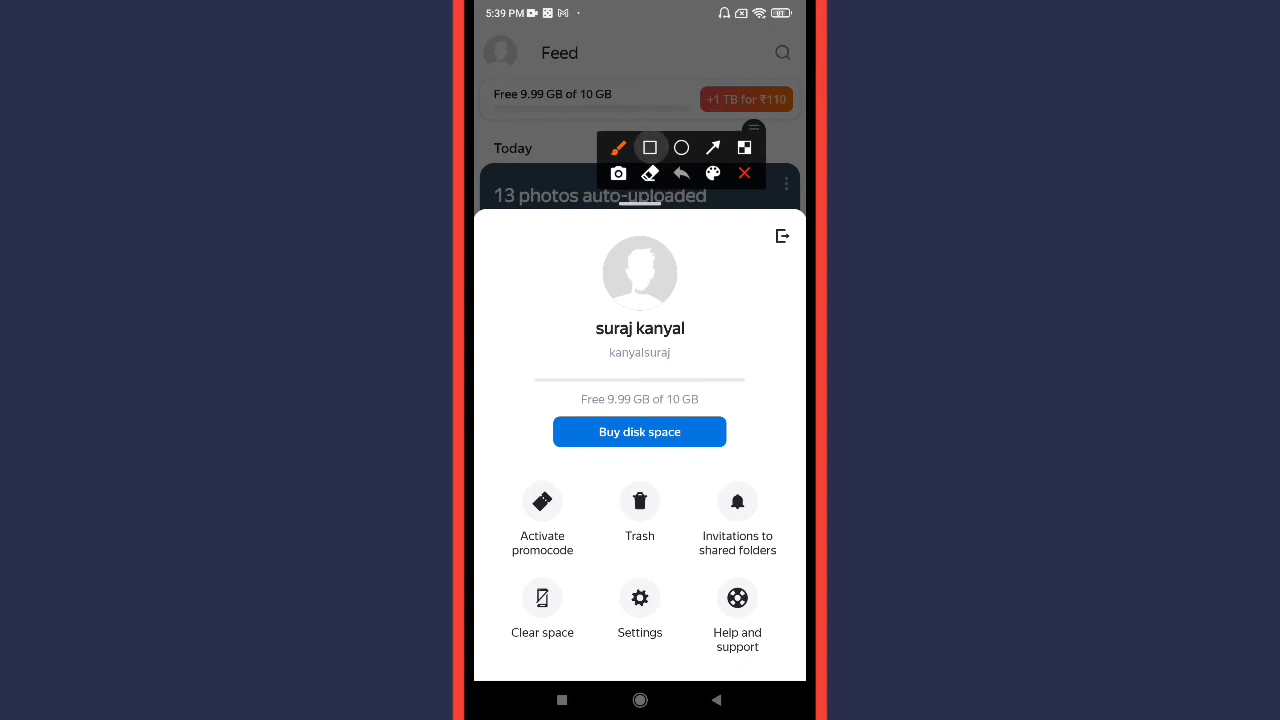 5:39 PM
81
Feed
Free 9.99 GB of 10 GB
+1 TB for ₹110
Today
13 photos auto-uploaded
suraj kanyal
kanyalsuraj
Free 9.99 GB of 10 GB
Buy disk space
Activate
promocode
Trash
Invitations to
shared folders
Clear space
Settings
Help and
support